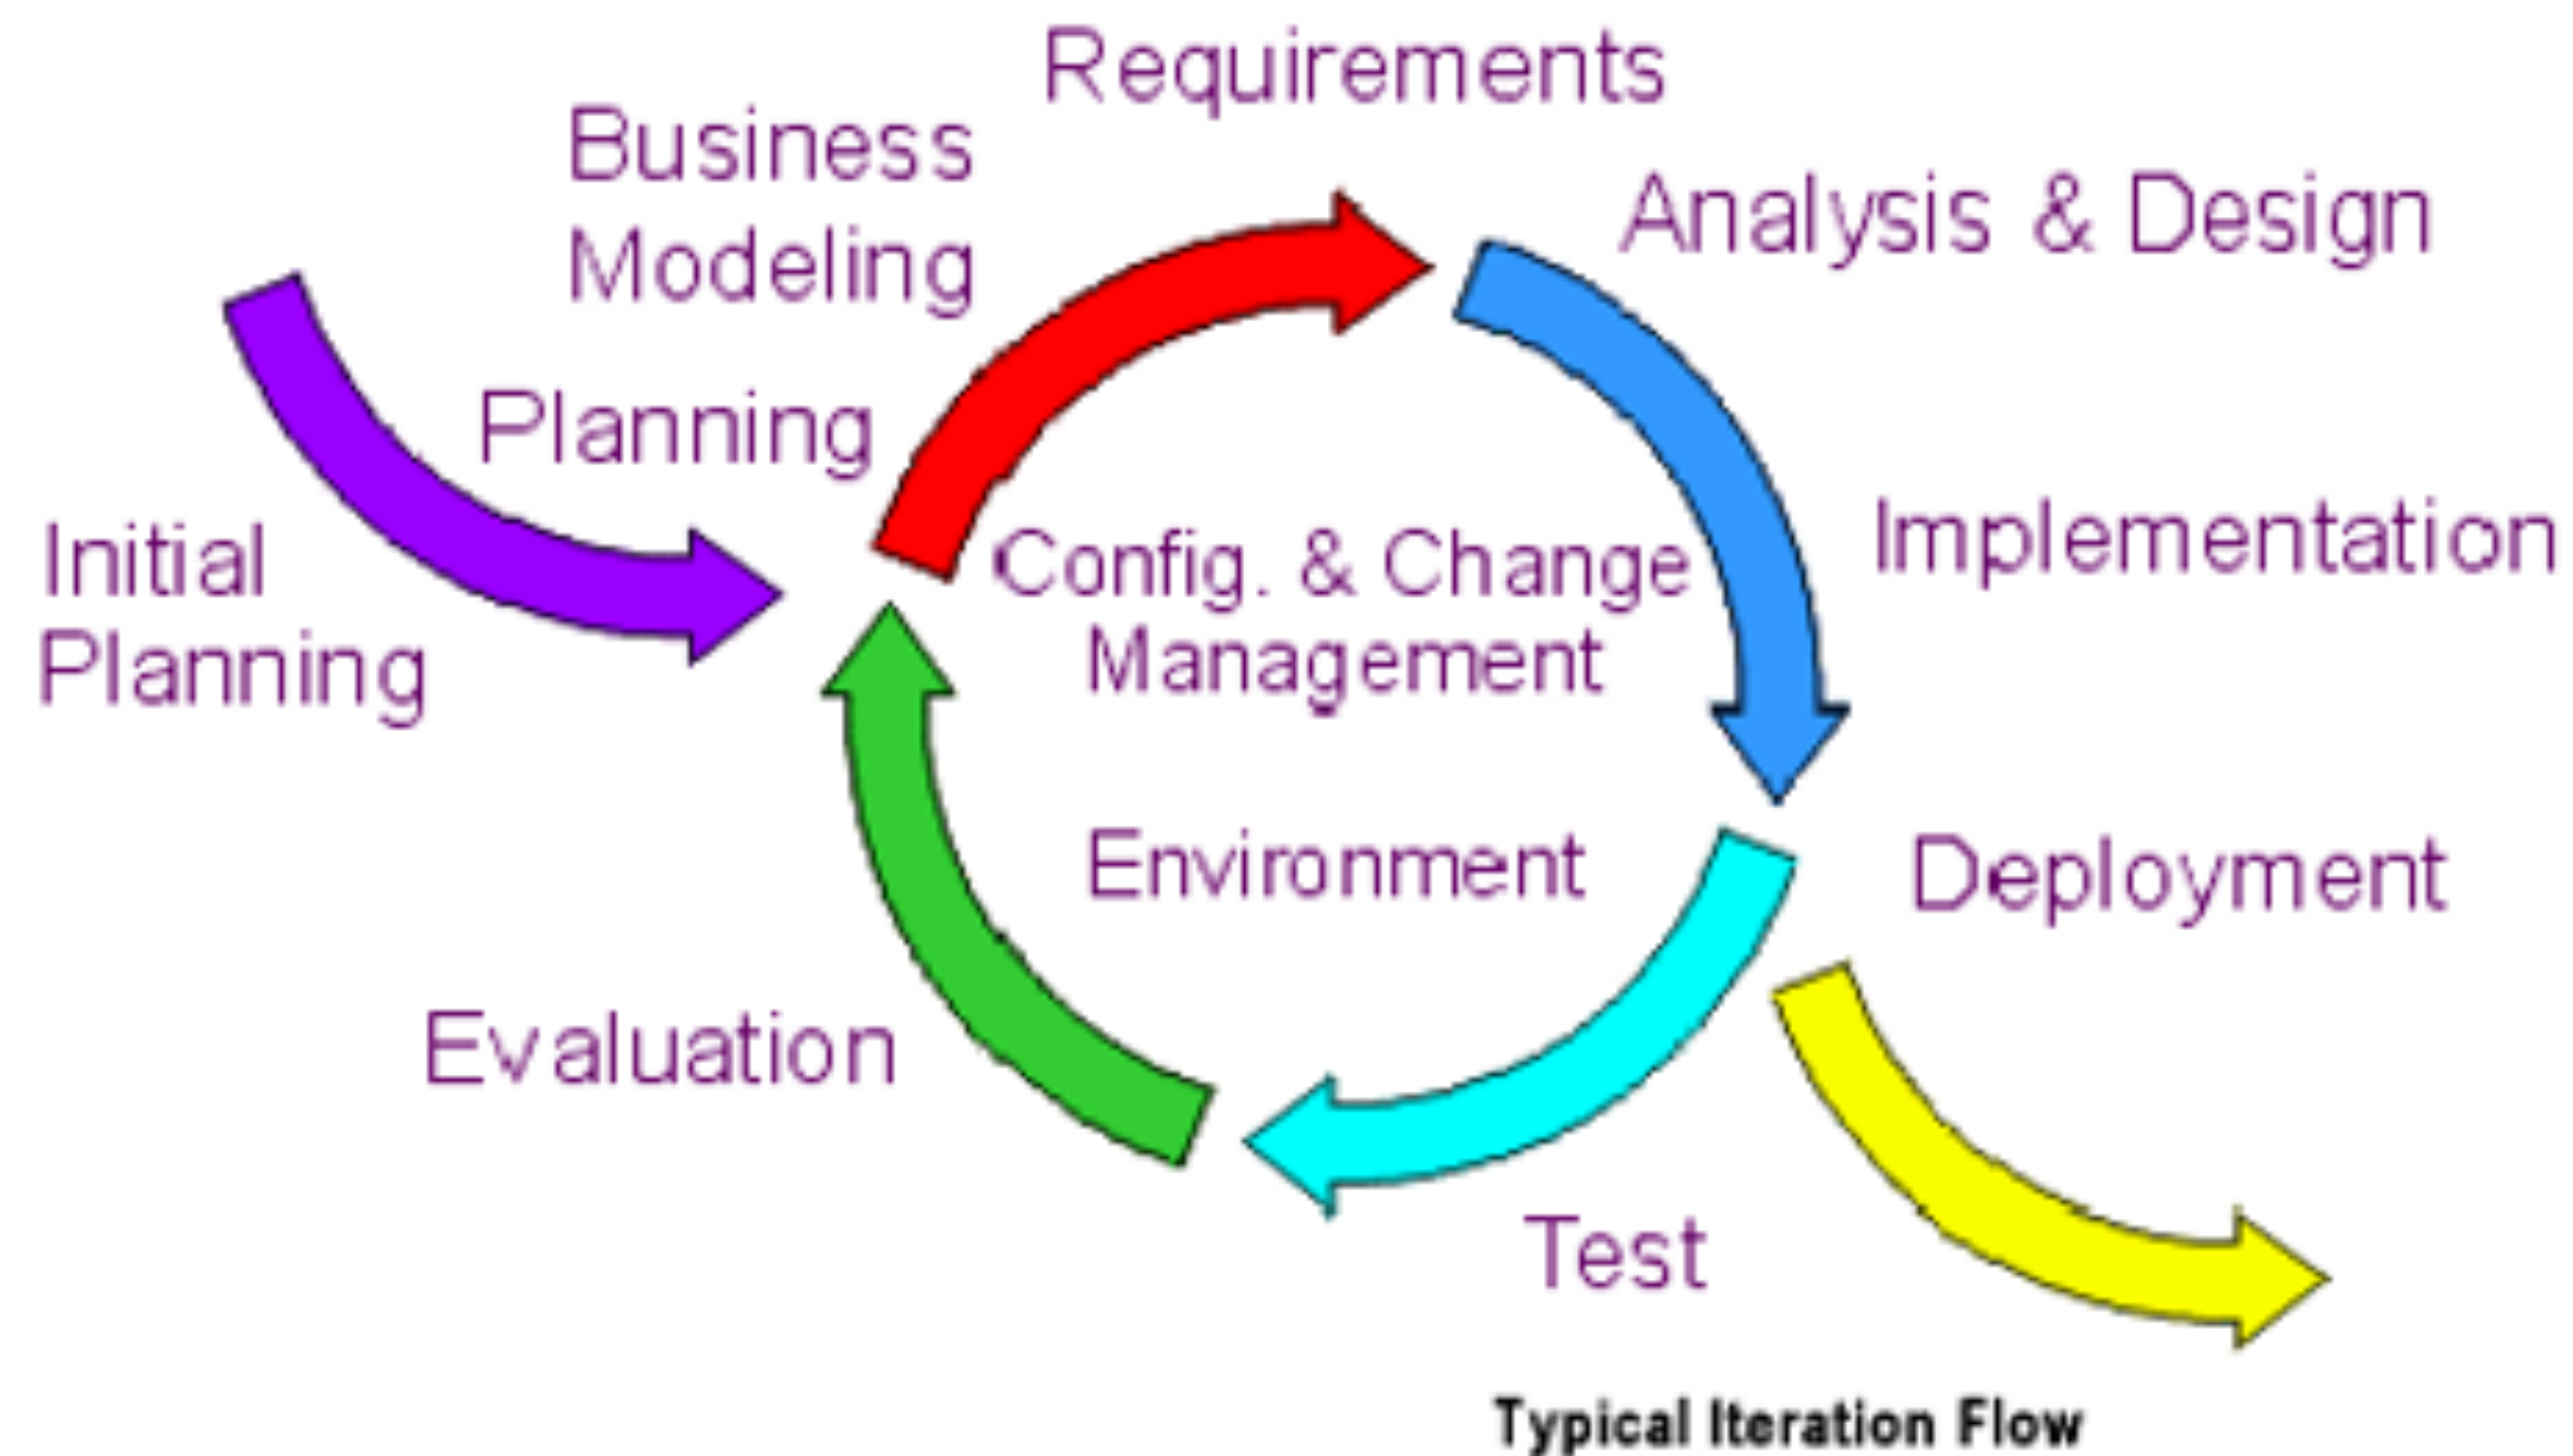 Requirements
Business
Modeling
Analysis & Design
Planning
Initial
Planning
Config. & Change
Management
Implementation
Environment
Deployment
Evaluation
Test
Typical Iteration Flow